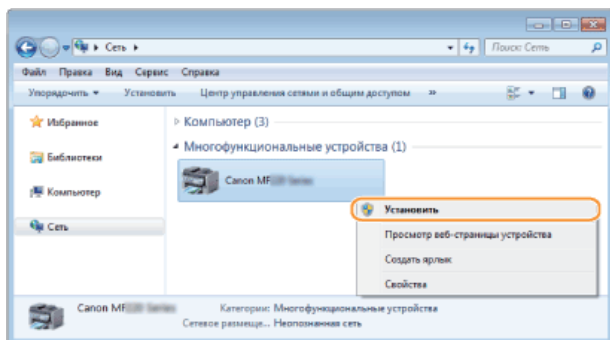 Сеть
Поиск: Сеть
Файл Правка Вид Сервис Справка
Упорядочить Установить Центр управления сетями и общим доступом »
Избранное
Компьютер (3)
Многофункциональные устройства (1)
Библиотеки
Canon MF
Компьютер
Установить
Сеть
Просмотр веб-страницы устройства
Создать ярлык
Свойства
Canon MF Категории: Многофункциональные устройства
Сетевое размеще... Неопознанная сеть